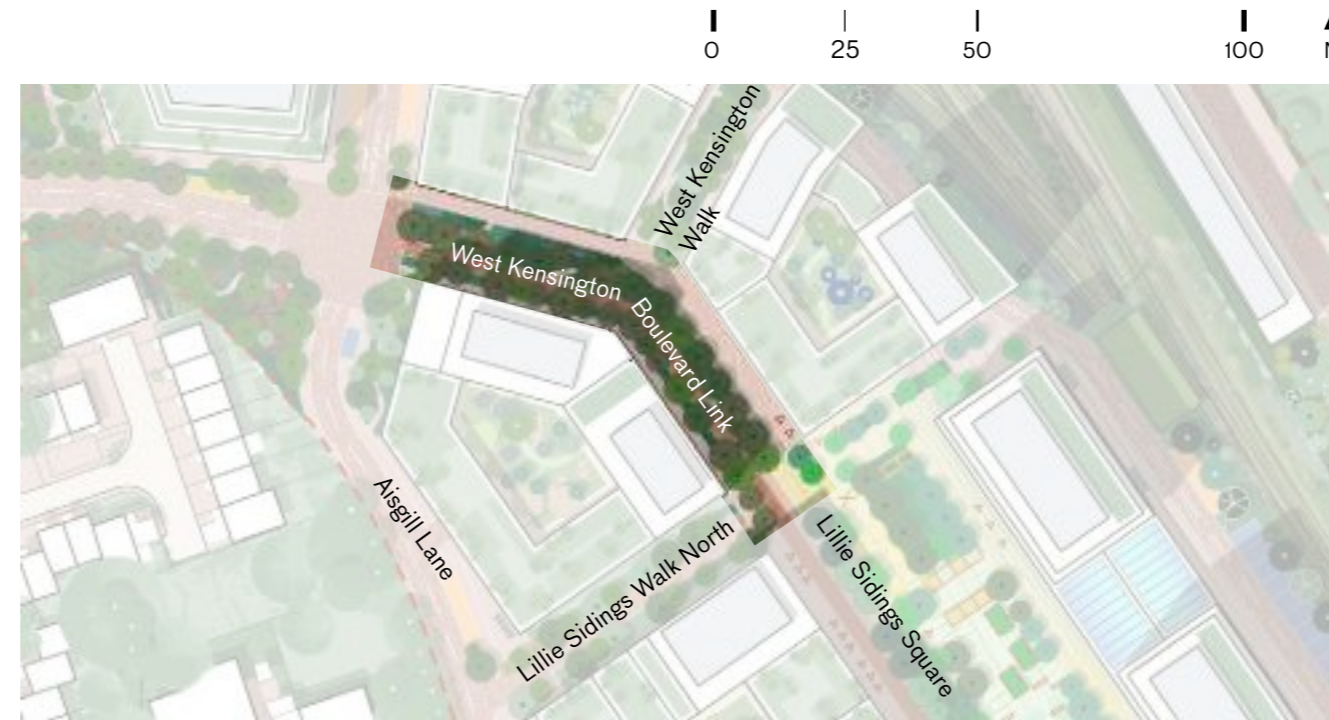 0 25 50 100
West Kensington
Walk
West Kensington Boulevard Link
Aisgill Lane
Lillie Sidings Walk North
Lillie Sidings Square